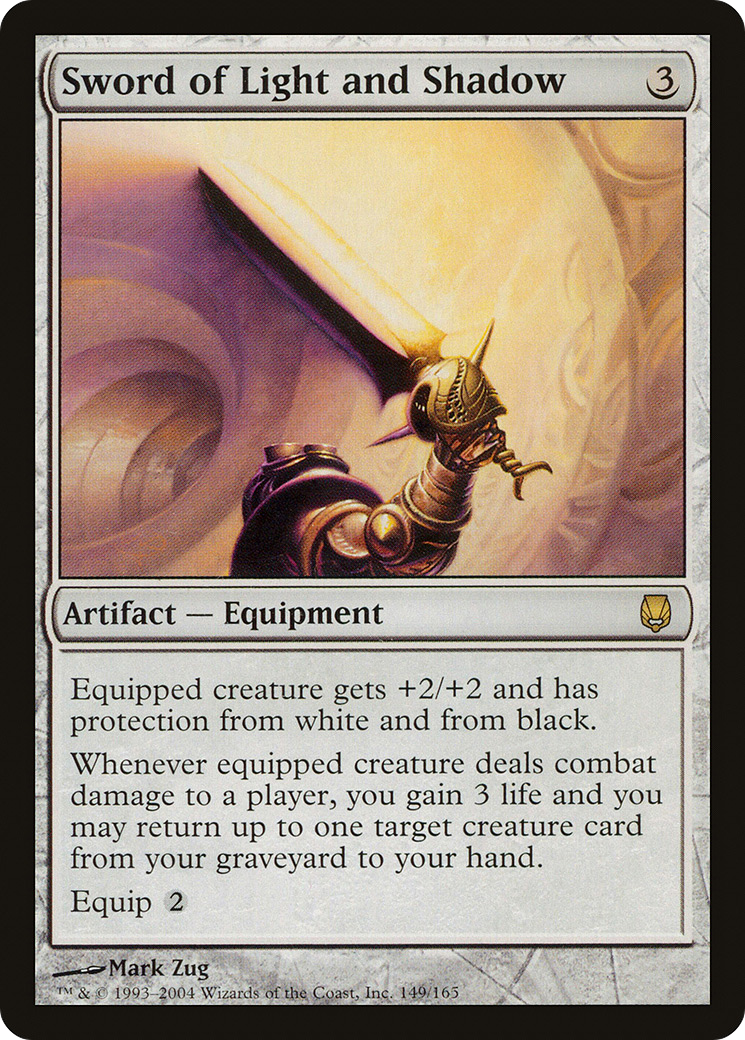 Sword of Light and Shadow 3
Artifact — Equipment
Equipped creature gets +2/+2 and has
protection from white and from black.
Whenever equipped creature deals combat
damage to a player, you gain 3 life and you
may return up to one target creature card
from your graveyard to your hand.
Equip 2
Mark Zug
™ & © 1993–2004 Wizards of the Coast, Inc. 149/165